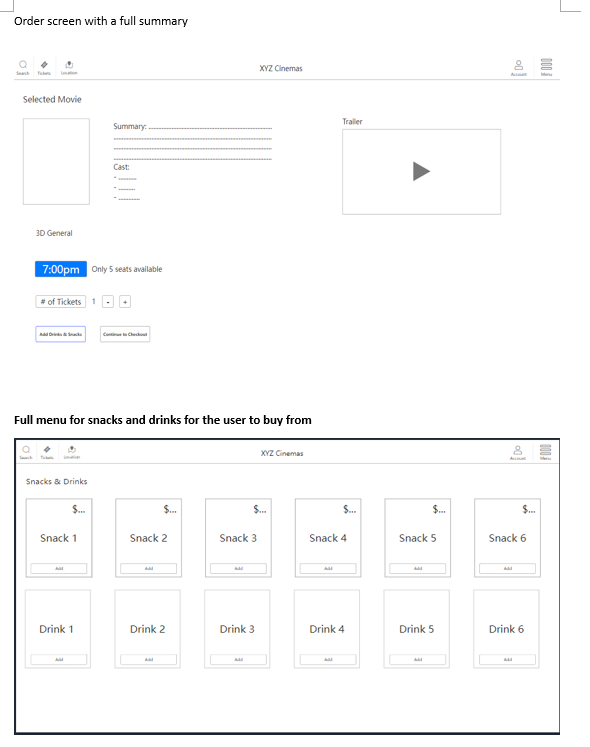 Order screen with a full summary
Search Tickets Location
XYZ Cinemas
Account Menu
Selected Movie
Summary:
Cast:
-
-
-
Trailer
3D General
7:00pm Only 5 seats available
# of Tickets 1 - +
Add Drinks & Snacks Continue to Checkout
Full menu for snacks and drinks for the user to buy from
Search Tickets Location
XYZ Cinemas
Account Menu
Snacks & Drinks
$... $... $... $... $... $...
Snack 1 Snack 2 Snack 3 Snack 4 Snack 5 Snack 6
Add Add Add Add Add Add
Drink 1 Drink 2 Drink 3 Drink 4 Drink 5 Drink 6
Add Add Add Add Add Add